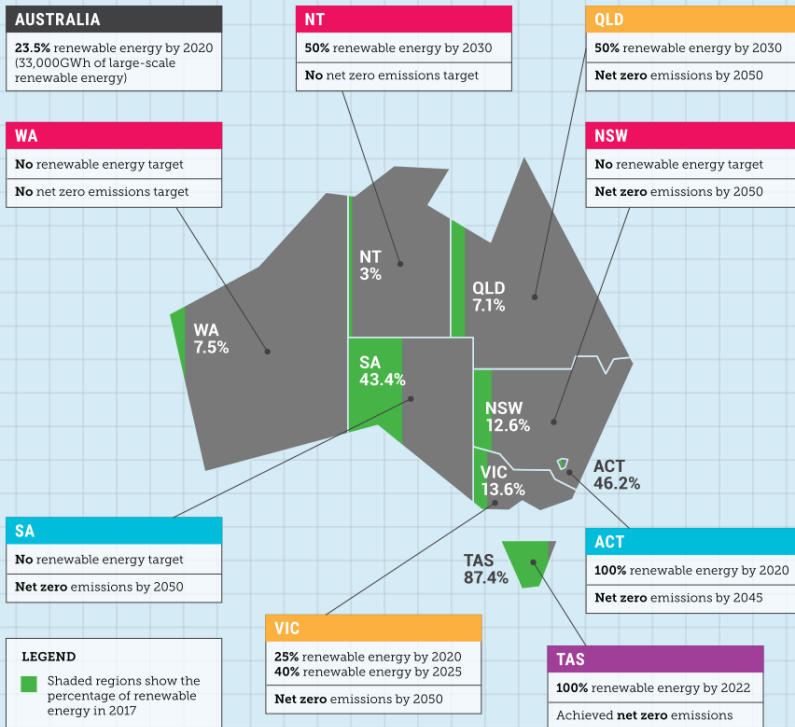 AUSTRALIA
23.5% renewable energy by 2020
(33,000GWh of large-scale
renewable energy)
NT
50% renewable energy by 2030
No net zero emissions target
QLD
50% renewable energy by 2030
Net zero emissions by 2050
WA
No renewable energy target
No net zero emissions target
NSW
No renewable energy target
Net zero emissions by 2050
NT
3%
QLD
7.1%
WA
7.5%
SA
43.4%
NSW
12.6%
VIC
13.6%
ACT
46.2%
TAS
87.4%
SA
No renewable energy target
Net zero emissions by 2050
ACT
100% renewable energy by 2020
Net zero emissions by 2045
VIC
25% renewable energy by 2020
40% renewable energy by 2025
Net zero emissions by 2050
TAS
100% renewable energy by 2022
Achieved net zero emissions
LEGEND
Shaded regions show the
percentage of renewable
energy in 2017